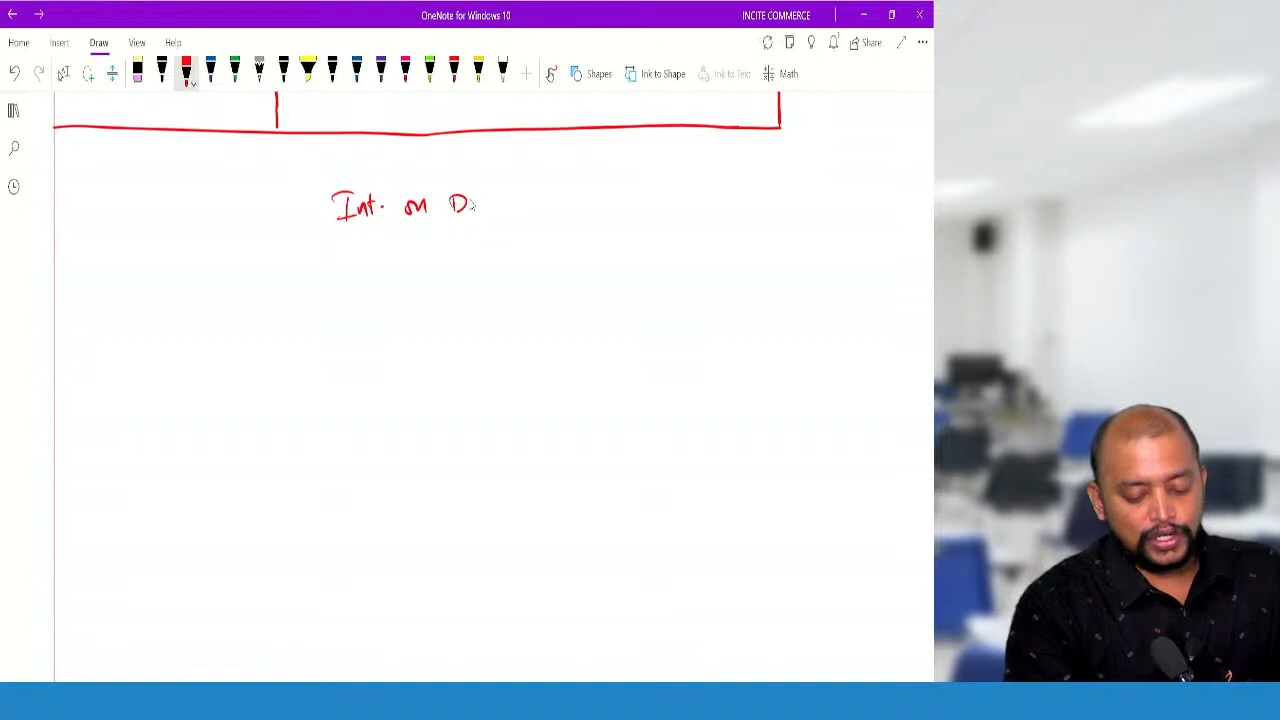 OneNote for Windows 10
INCITE COMMERCE
Home Insert Draw View Help
Share
Shapes
Ink to Shape
Ink to Text
Math
Int. on D